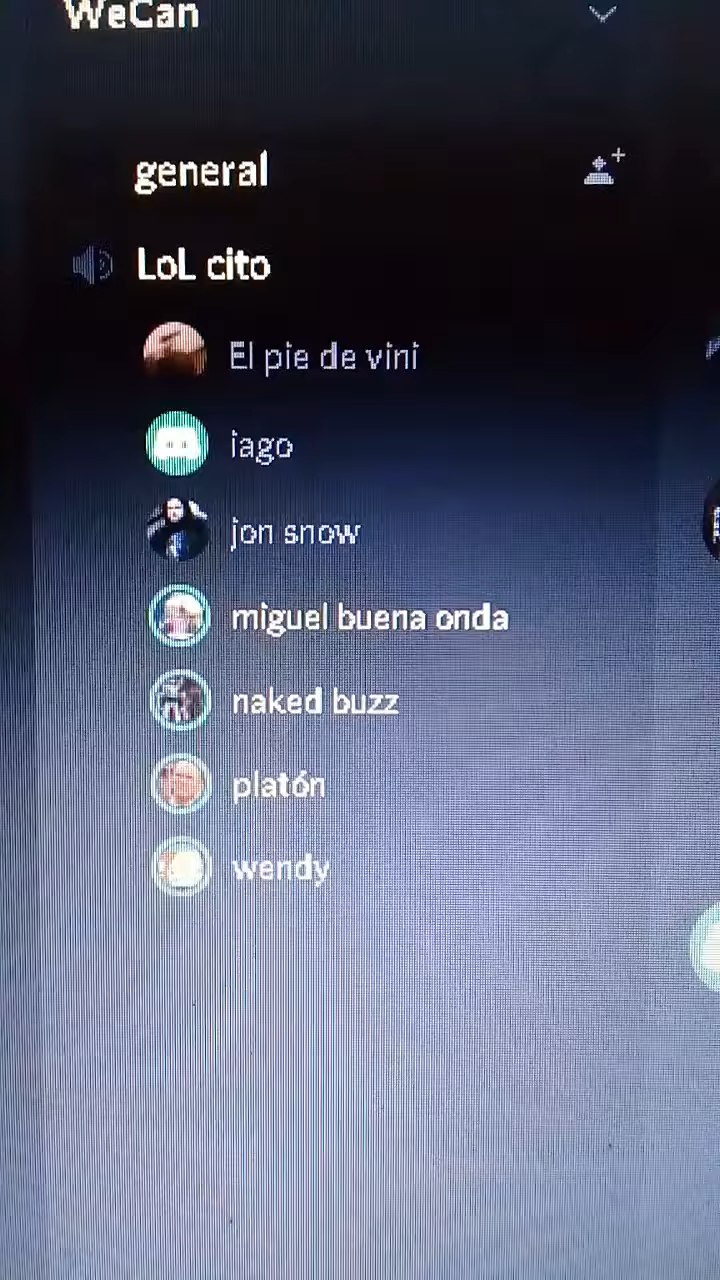 WeCan
general
LoL cito
El pie de vini
iago
jon snow
miguel buena onda
naked buzz
platón
wendy